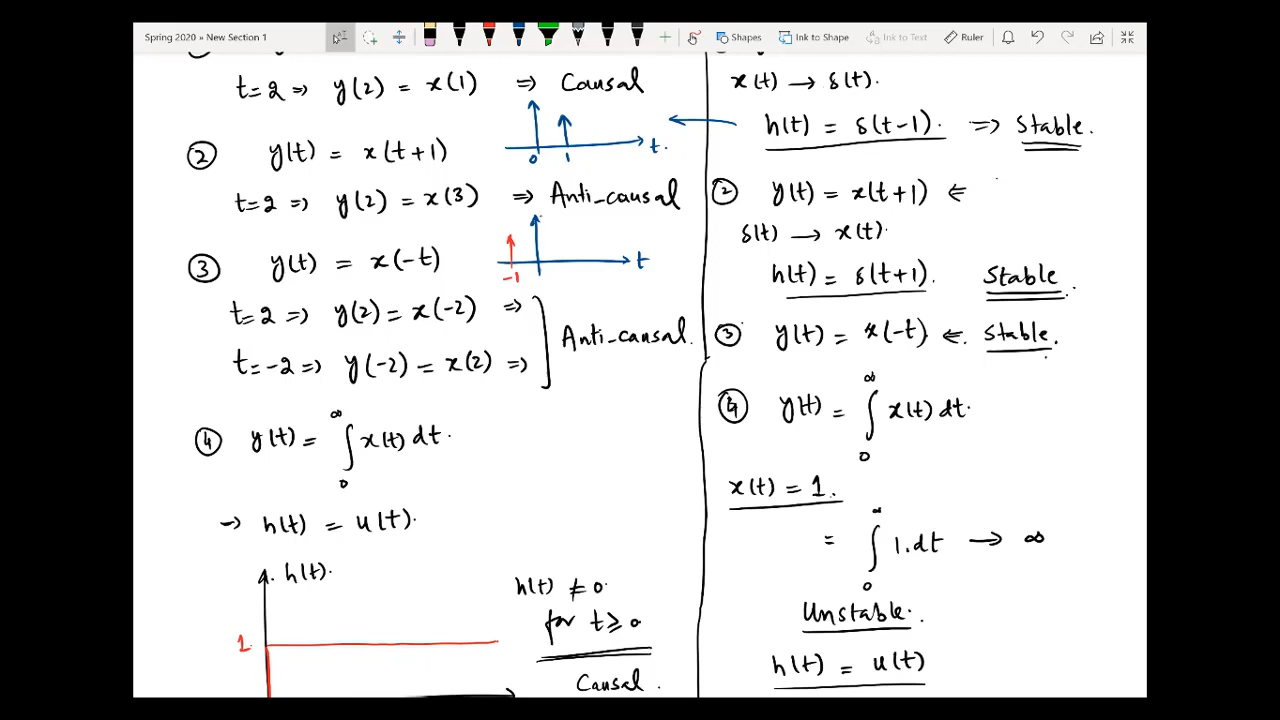 Spring 2020 » New Section 1
Shapes
Ink to Shape
Ink to Text
Ruler
t=2 ⇒ y(2) = x(1) ⇒ Causal
0 1 t.
② y(t) = x(t+1)
t=2 ⇒ y(2) = x(3) ⇒ Anti-causal
③ y(t) = x(-t)
-1 t
t=2 ⇒ y(2) = x(-2) ⇒
t=-2 ⇒ y(-2) = x(2) ⇒
Anti-causal.
④ y(t) = ∫₀^∞ x(t) dt.
→ h(t) = u(t).
h(t).
1
h(t) ≠ 0.
for t ≥ 0
Causal.
x(t) → δ(t).
h(t) = δ(t-1). ⇒ Stable.
② y(t) = x(t+1) ⇐
δ(t) → x(t).
h(t) = δ(t+1). Stable.
③ y(t) = x(-t) ⇐ Stable.
④ y(t) = ∫₀^∞ x(t) dt.
x(t) = 1.
= ∫₀^∞ 1.dt → ∞
Unstable.
h(t) = u(t)